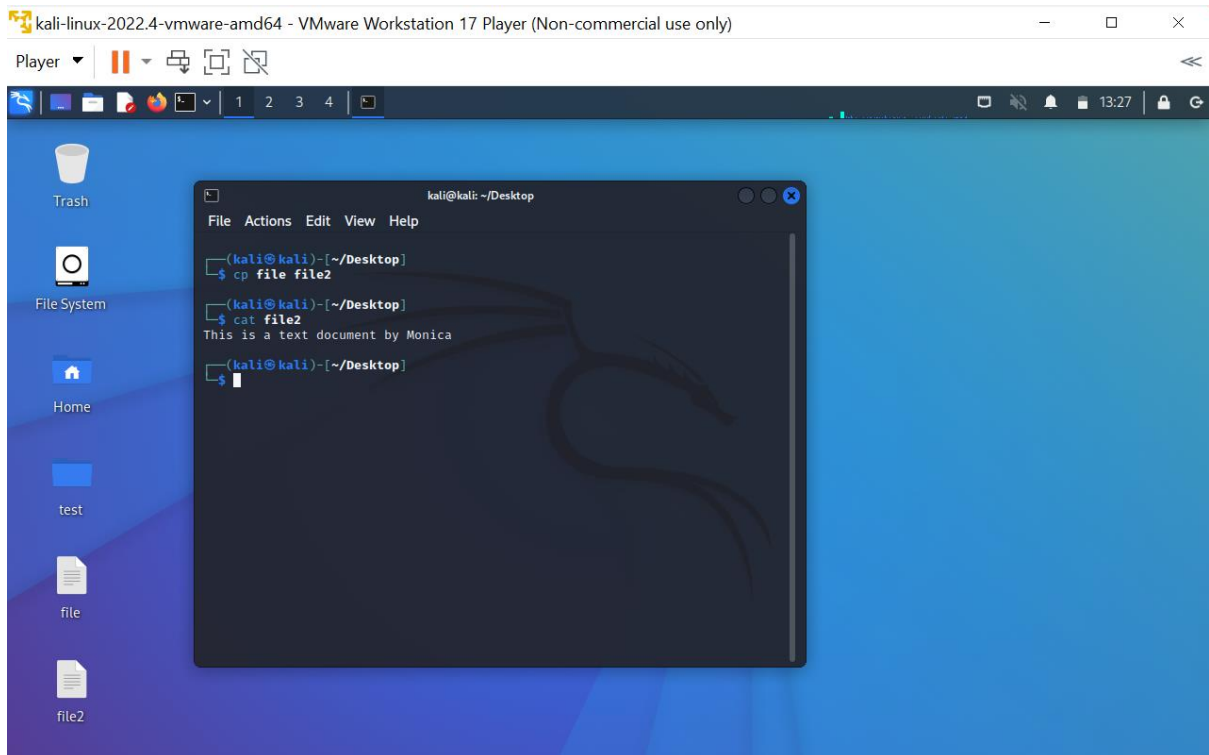 kali-linux-2022.4-vmware-amd64 - VMware Workstation 17 Player (Non-commercial use only)
Player
1 2 3 4
13:27
Trash
File System
Home
test
file
file2
kali@kali: ~/Desktop
File Actions Edit View Help
┌──(kali㉿kali)-[~/Desktop]
└─$ cp file file2
┌──(kali㉿kali)-[~/Desktop]
└─$ cat file2
This is a text document by Monica
┌──(kali㉿kali)-[~/Desktop]
└─$